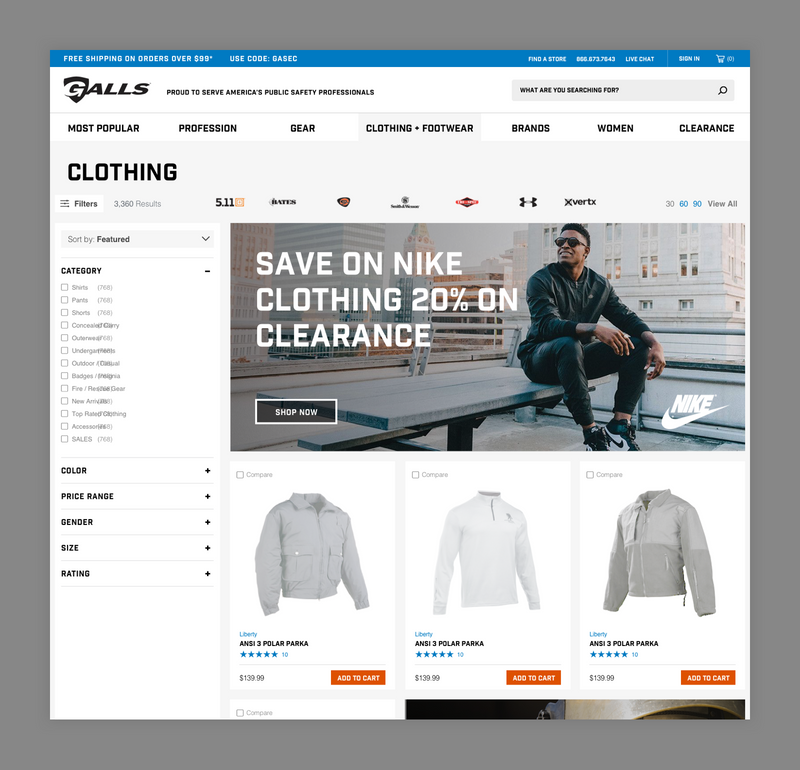 FREE SHIPPING ON ORDERS OVER $99* USE CODE: GASEC FIND A STORE 866.673.7643 LIVE CHAT SIGN IN (0)
GALLS PROUD TO SERVE AMERICA'S PUBLIC SAFETY PROFESSIONALS WHAT ARE YOU SEARCHING FOR?
MOST POPULAR PROFESSION GEAR CLOTHING + FOOTWEAR BRANDS WOMEN CLEARANCE
CLOTHING
Filters 3,360 Results 5.11 BATES Smith & Wesson vertx 30 60 90 View All
Sort by: Featured
CATEGORY
Shirts (768)
Pants (768)
Shorts (768)
Concealed Carry (768)
Outerwear (768)
Undergarments (768)
Outdoor / Casual (768)
Badges / Insignia (768)
Fire / Rescue Gear (768)
New Arrivals (768)
Top Rated Clothing (768)
Accessories (768)
SALES (768)
COLOR
PRICE RANGE
GENDER
SIZE
RATING
SAVE ON NIKE
CLOTHING 20% ON
CLEARANCE
SHOP NOW
NIKE
Compare Compare Compare
Liberty Liberty Liberty
ANSI 3 POLAR PARKA ANSI 3 POLAR PARKA ANSI 3 POLAR PARKA
10 10 10
$139.99 ADD TO CART $139.99 ADD TO CART $139.99 ADD TO CART
Compare